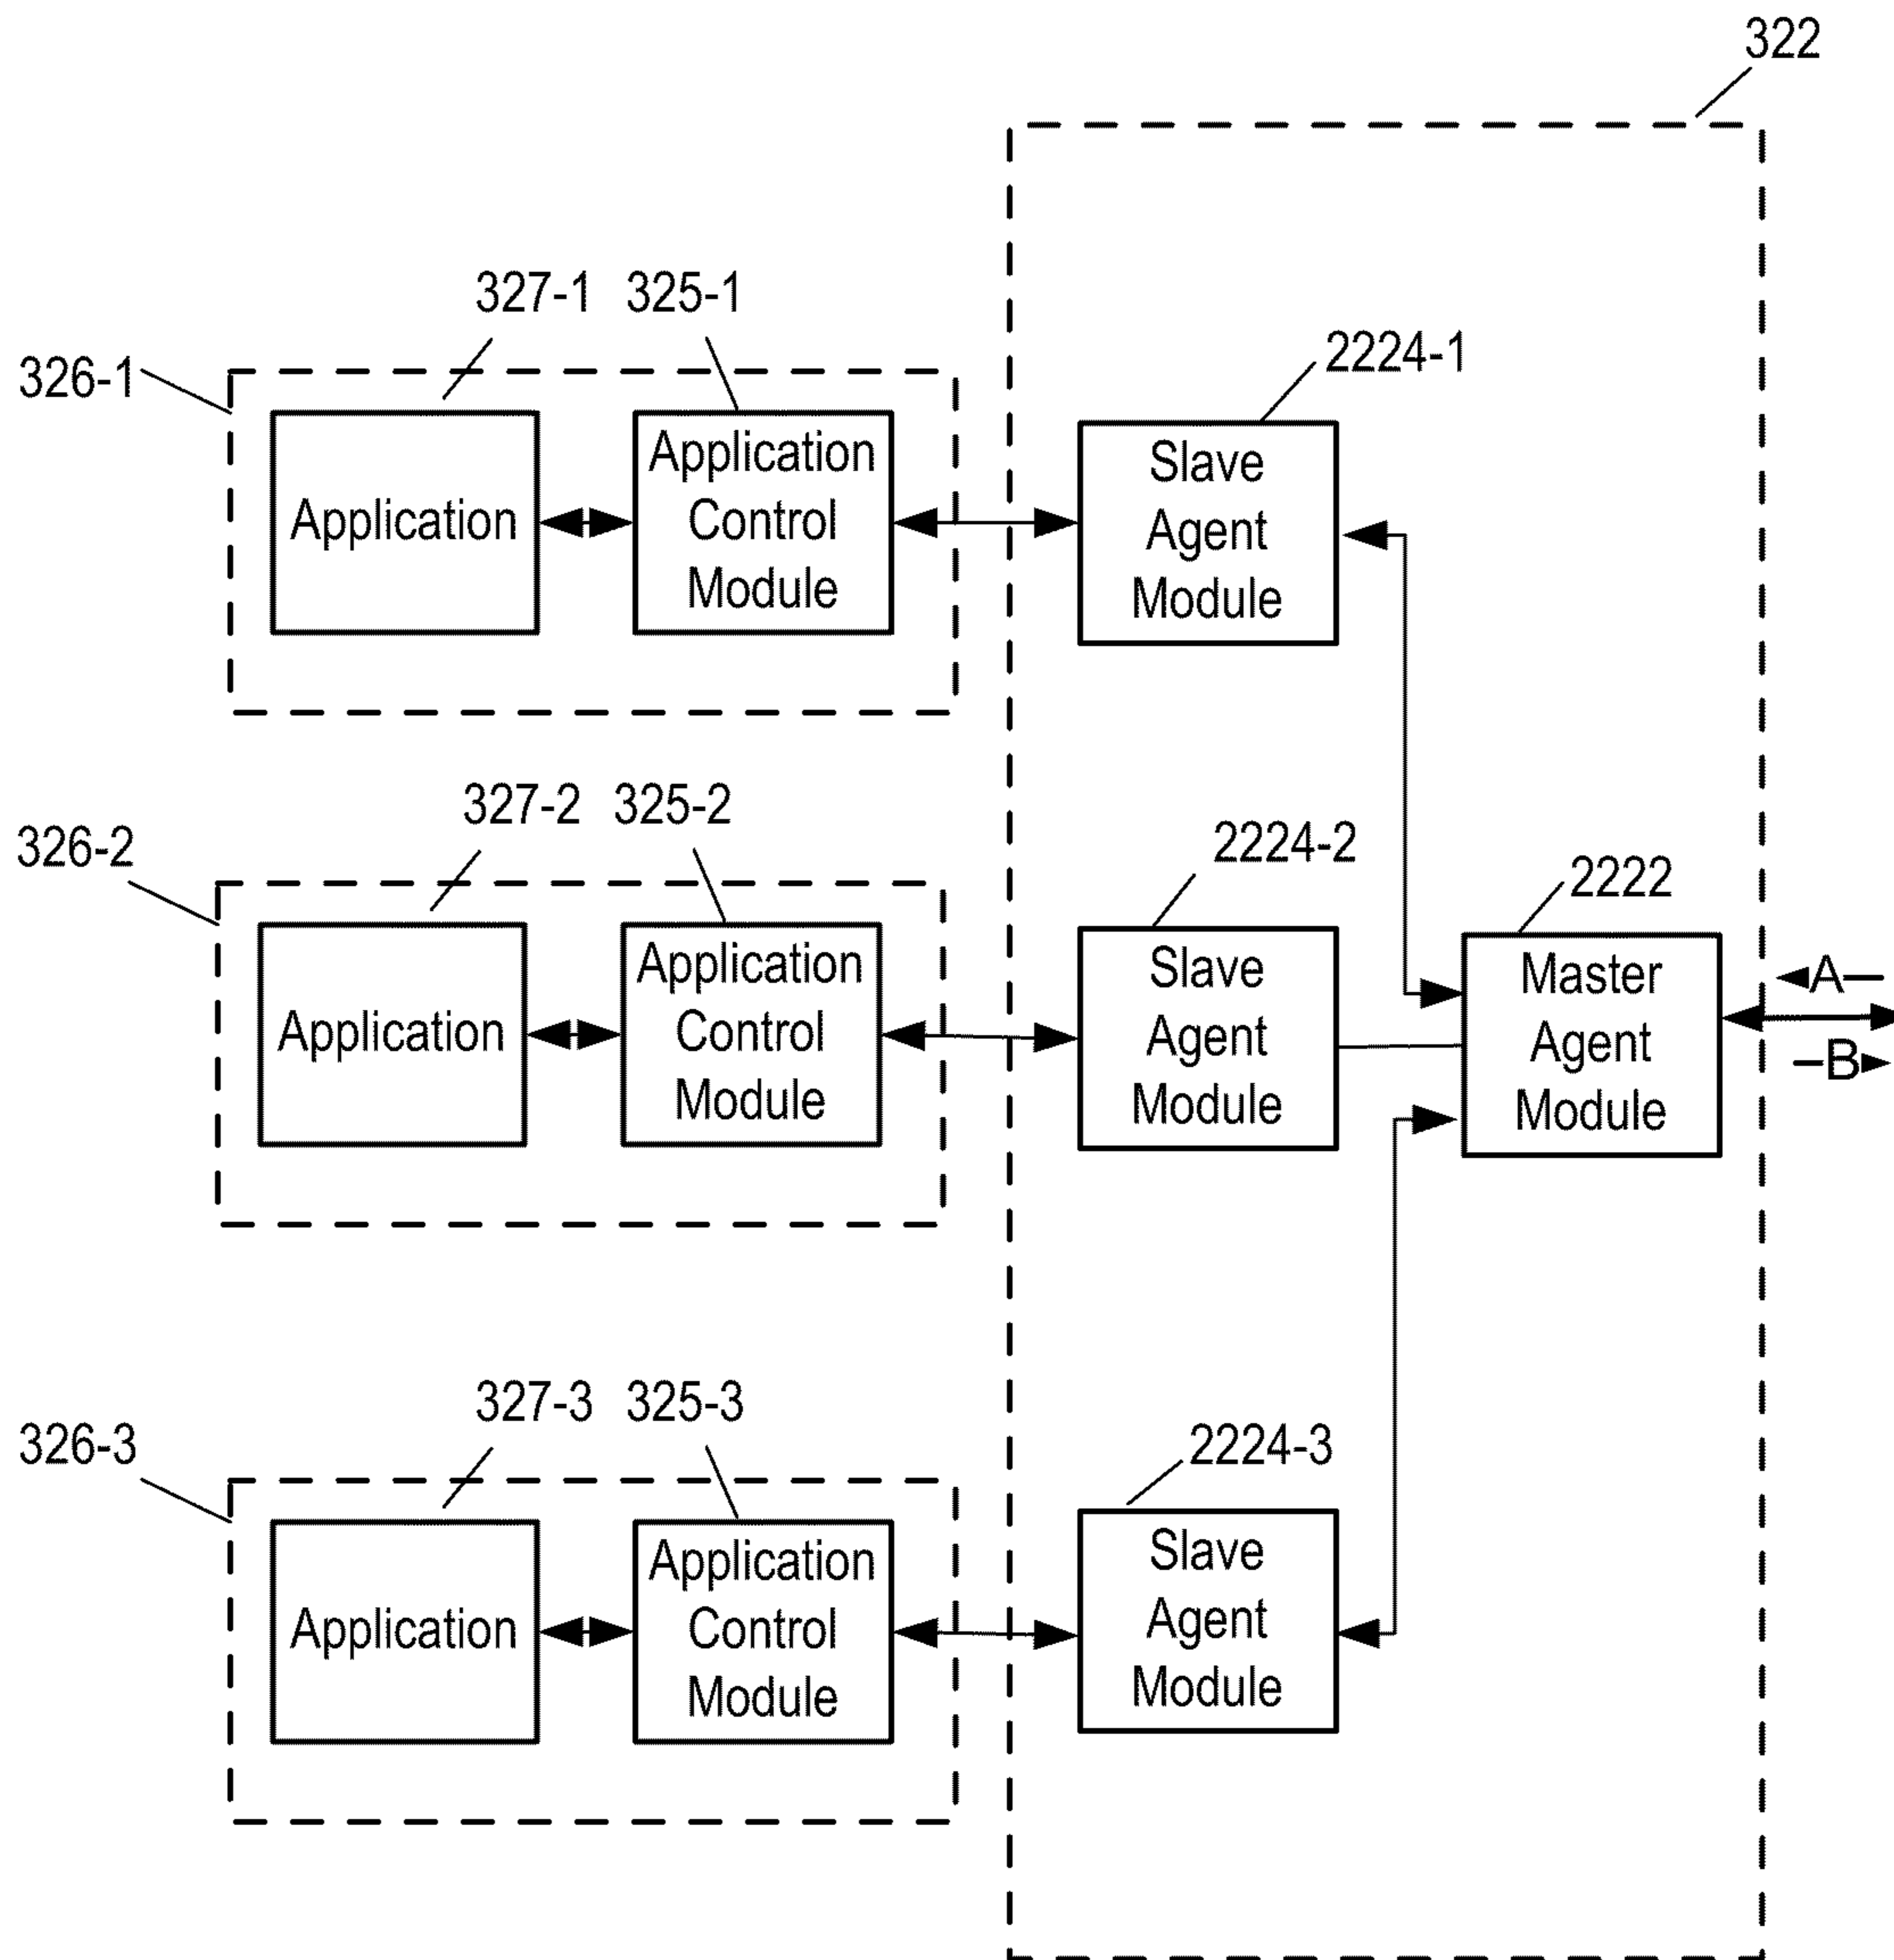 322
327-1 325-1
326-1
2224-1
Application
Application
Control
Module
Slave
Agent
Module
327-2 325-2
326-2
2224-2
2222
Application
Application
Control
Module
Slave
Agent
Module
Master
Agent
Module
A
B
327-3 325-3
326-3
2224-3
Application
Application
Control
Module
Slave
Agent
Module